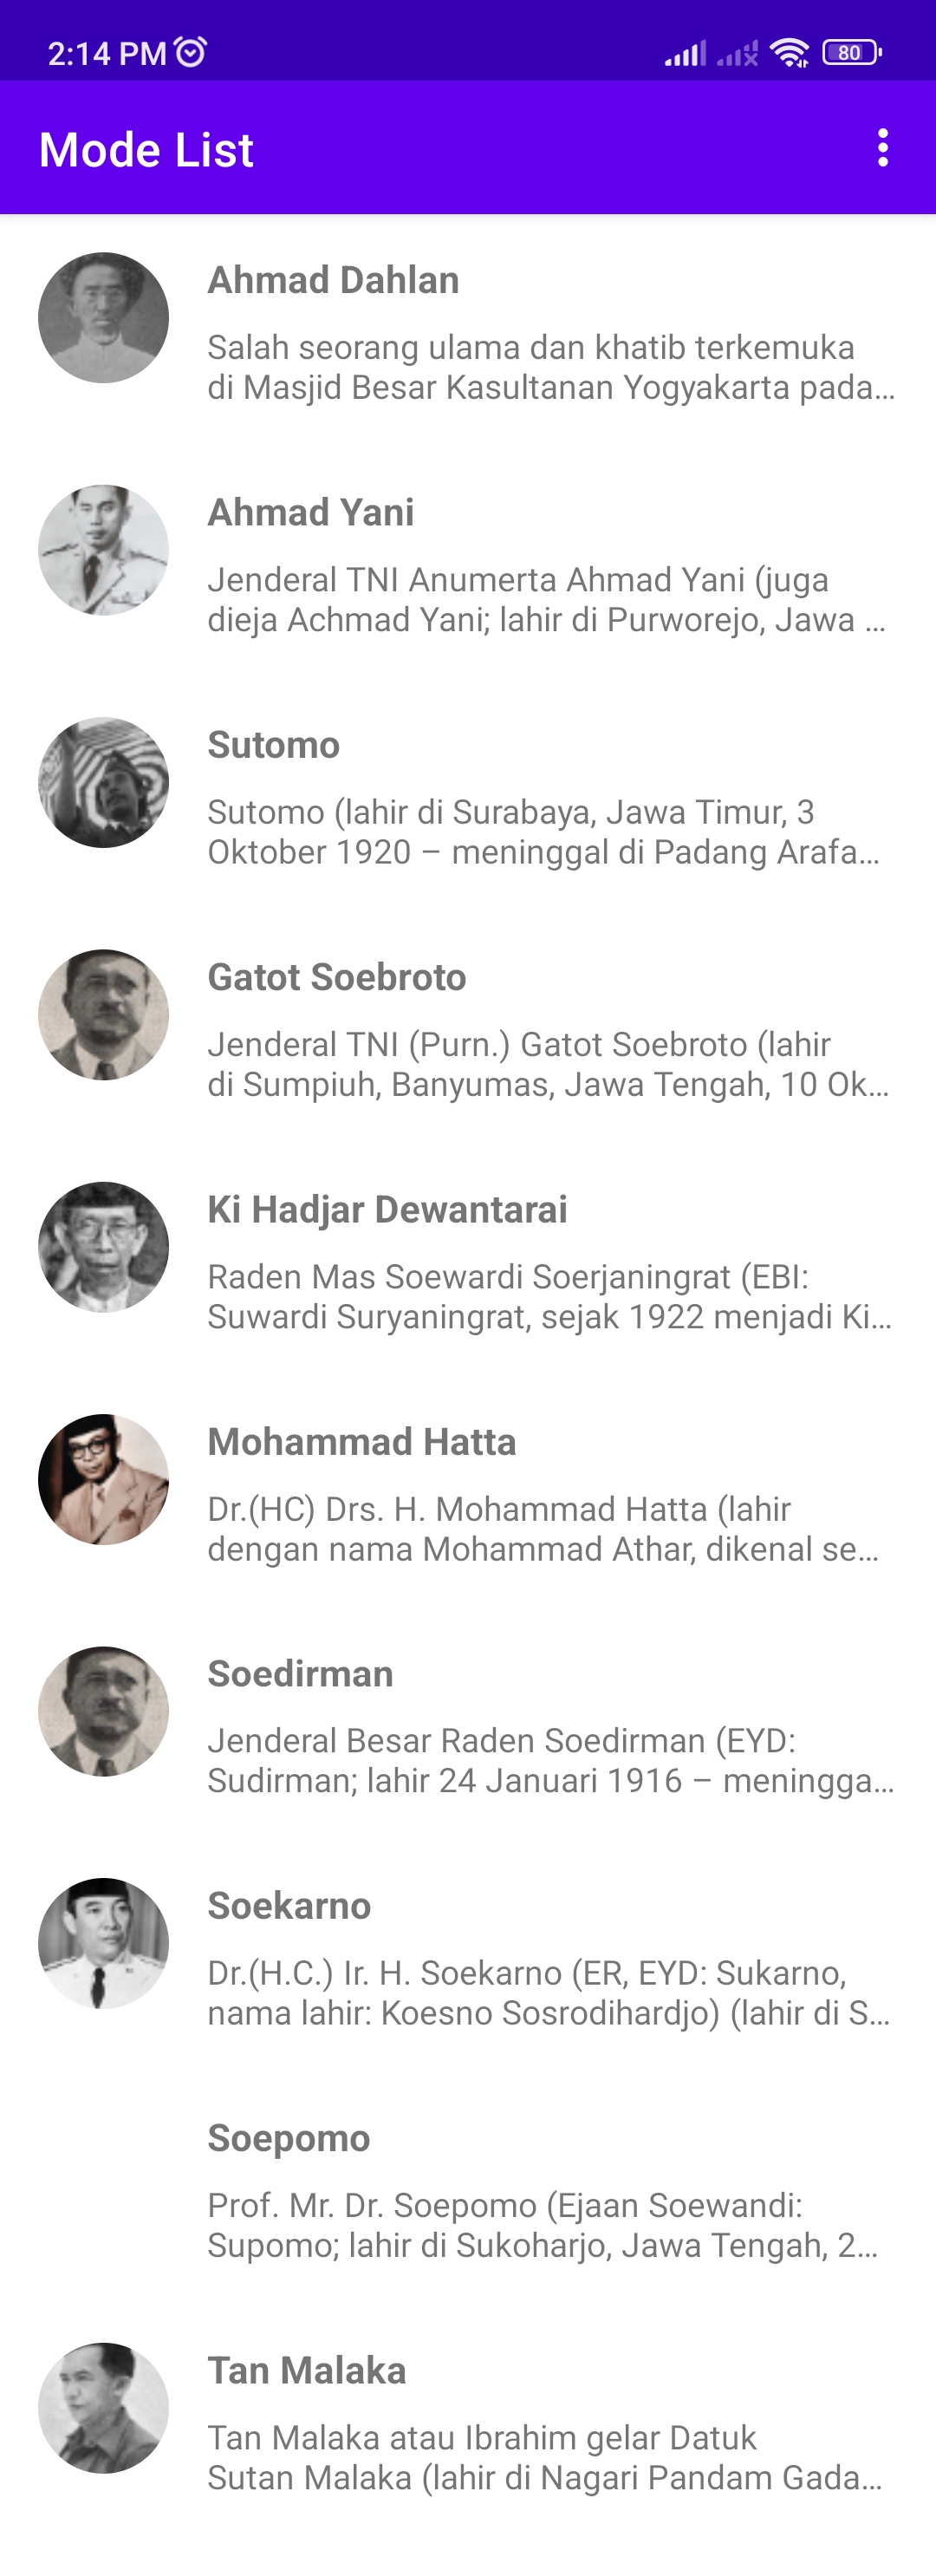 2:14 PM
80
Mode List
Ahmad Dahlan
Salah seorang ulama dan khatib terkemuka
di Masjid Besar Kasultanan Yogyakarta pada...
Ahmad Yani
Jenderal TNI Anumerta Ahmad Yani (juga
dieja Achmad Yani; lahir di Purworejo, Jawa ...
Sutomo
Sutomo (lahir di Surabaya, Jawa Timur, 3
Oktober 1920 – meninggal di Padang Arafa...
Gatot Soebroto
Jenderal TNI (Purn.) Gatot Soebroto (lahir
di Sumpiuh, Banyumas, Jawa Tengah, 10 Ok...
Ki Hadjar Dewantarai
Raden Mas Soewardi Soerjaningrat (EBI:
Suwardi Suryaningrat, sejak 1922 menjadi Ki...
Mohammad Hatta
Dr.(HC) Drs. H. Mohammad Hatta (lahir
dengan nama Mohammad Athar, dikenal se...
Soedirman
Jenderal Besar Raden Soedirman (EYD:
Sudirman; lahir 24 Januari 1916 – meningga...
Soekarno
Dr.(H.C.) Ir. H. Soekarno (ER, EYD: Sukarno,
nama lahir: Koesno Sosrodihardjo) (lahir di S...
Soepomo
Prof. Mr. Dr. Soepomo (Ejaan Soewandi:
Supomo; lahir di Sukoharjo, Jawa Tengah, 2...
Tan Malaka
Tan Malaka atau Ibrahim gelar Datuk
Sutan Malaka (lahir di Nagari Pandam Gada...